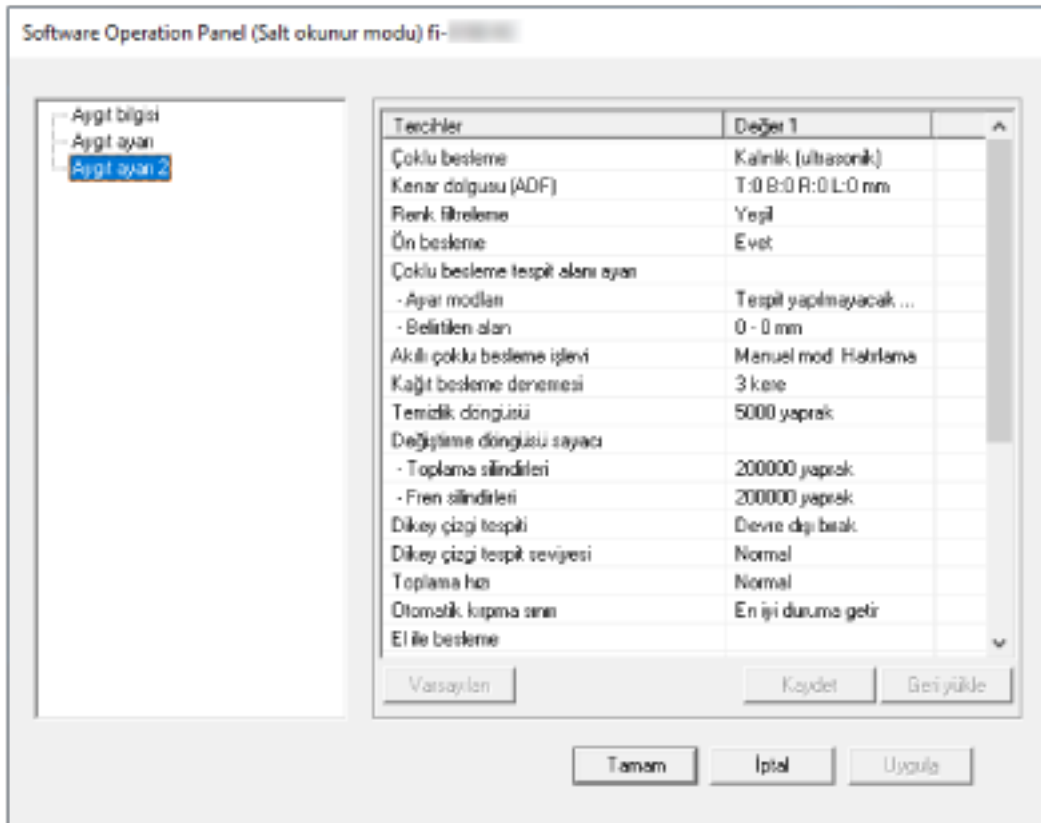 Software Operation Panel (Salt okunur modu) fi-
Aygıt bilgisi
Aygıt ayarı
Aygıt ayarı 2
Tercihler Değer 1
Çoklu besleme Kalınlık (ultrasonik)
Kenar dolgusu (ADF) T:0 B:0 R:0 L:0 mm
Renk filtreleme Yeşil
Ön besleme Evet
Çoklu besleme tespit alanı ayarı
- Ayar modları Tespit yapılmayacak ...
- Belirtilen alan 0 - 0 mm
Akıllı çoklu besleme işlevi Manuel mod Hatırlama
Kağıt besleme denemesi 3 kere
Temizlik döngüsü 5000 yaprak
Değiştirme döngüsü sayacı
- Toplama silindirleri 200000 yaprak
- Fren silindirleri 200000 yaprak
Dikey çizgi tespiti Devre dışı bırak
Dikey çizgi tespit seviyesi Normal
Toplama hızı Normal
Otomatik kırpma sınırı En iyi duruma getir
El ile besleme
Varsayılan Kaydet Geri yükle
Tamam İptal Uygula